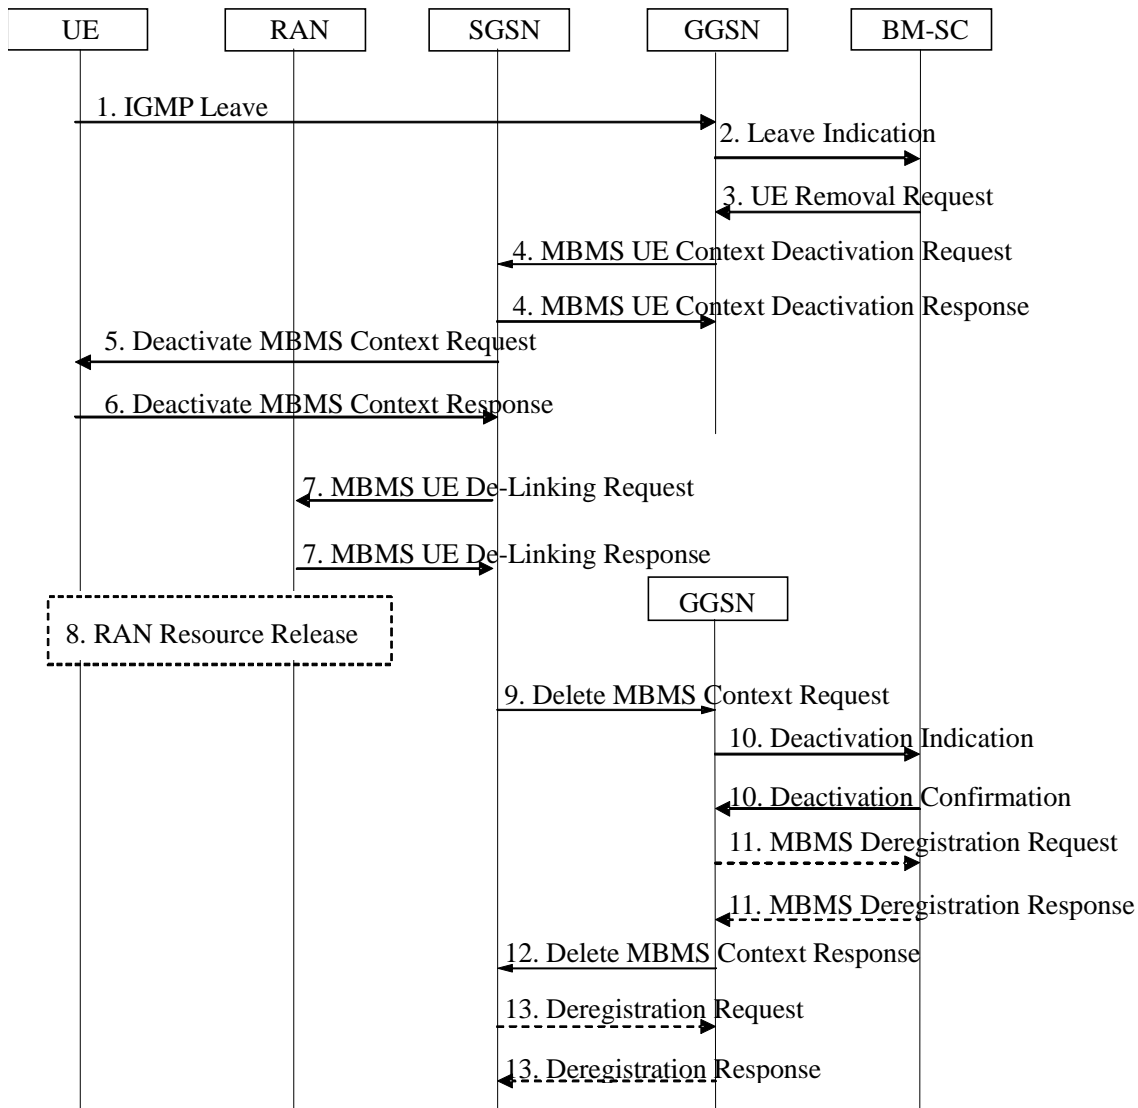 UE
RAN
SGSN
GGSN
BM-SC
1. IGMP Leave
2. Leave Indication
3. UE Removal Request
4. MBMS UE Context Deactivation Request
4. MBMS UE Context Deactivation Response
5. Deactivate MBMS Context Request
6. Deactivate MBMS Context Response
7. MBMS UE De-Linking Request
7. MBMS UE De-Linking Response
GGSN
8. RAN Resource Release
9. Delete MBMS Context Request
10. Deactivation Indication
10. Deactivation Confirmation
11. MBMS Deregistration Request
11. MBMS Deregistration Response
12. Delete MBMS Context Response
13. Deregistration Request
13. Deregistration Response